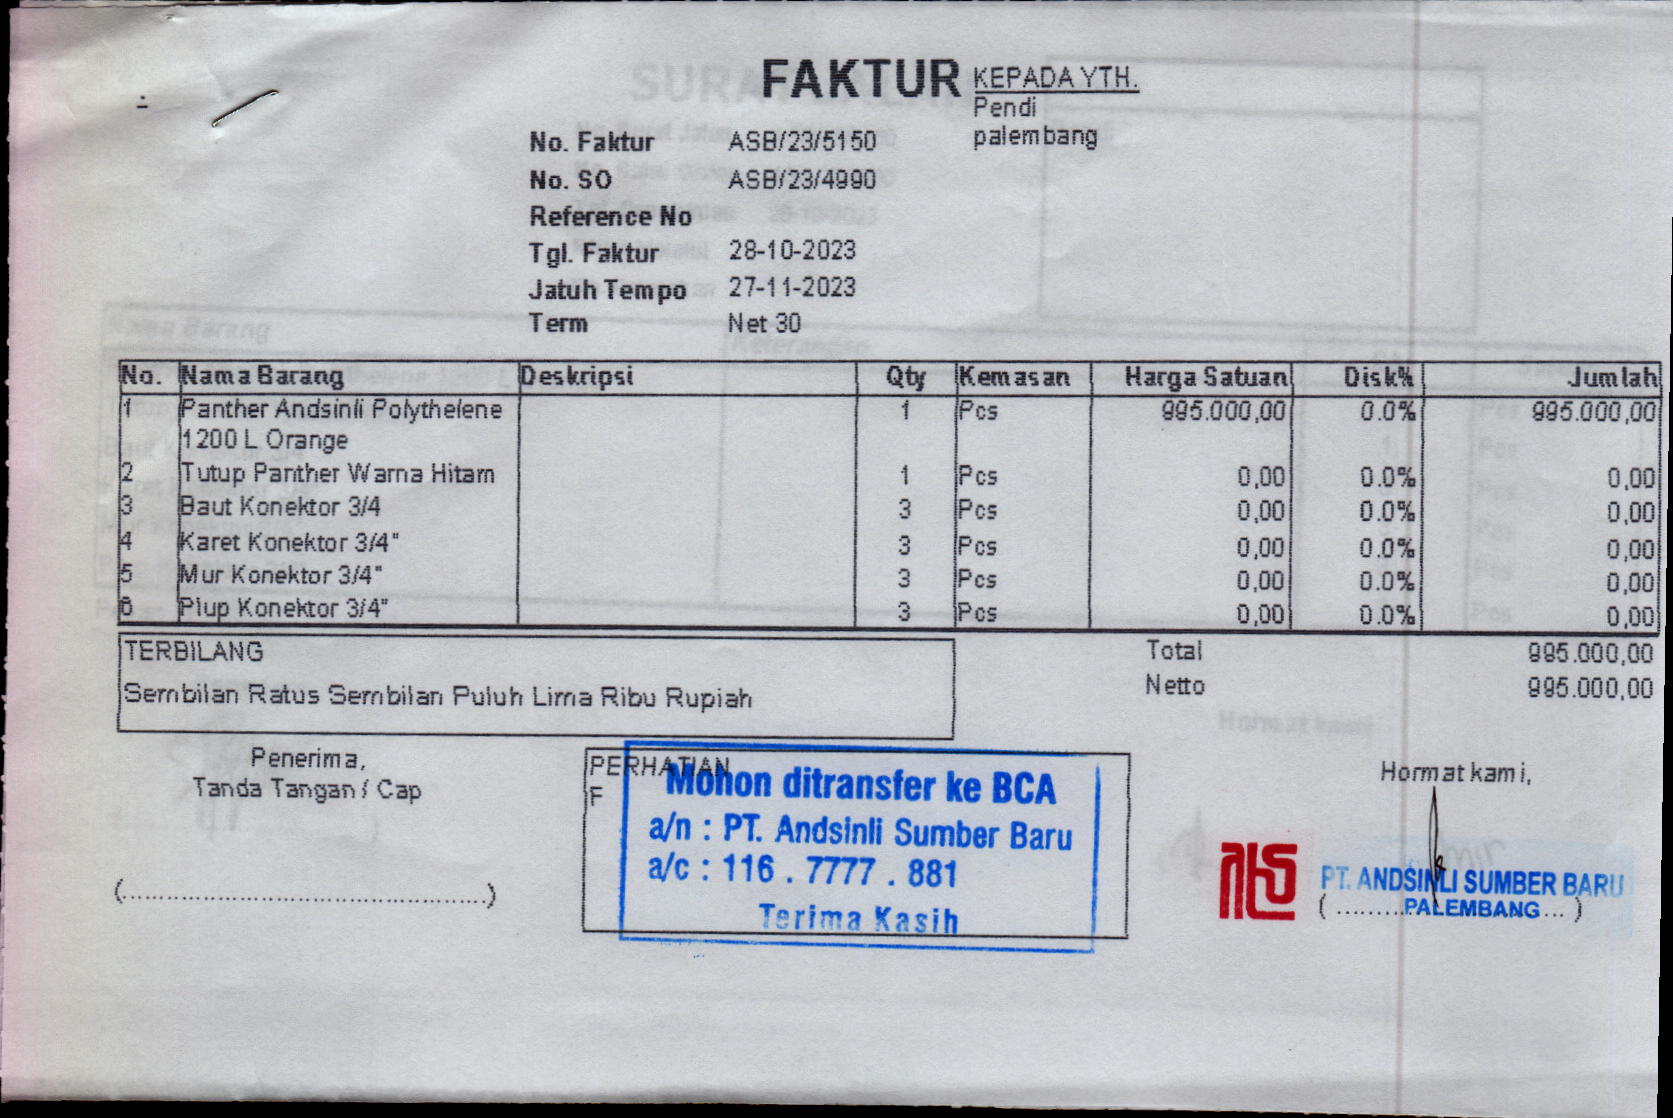 FAKTUR
KEPADA YTH.
Pendi
palembang
No. Faktur ASB/23/5150
No. SO ASB/23/4990
Reference No
Tgl. Faktur 28-10-2023
Jatuh Tempo 27-11-2023
Term Net 30
No. Nama Barang Deskripsi Qty Kemasan Harga Satuan Disk% Jumlah
1 Panther Andsinli Polythelene 1 Pcs 995.000,00 0.0% 995.000,00
1200 L Orange
2 Tutup Panther Warna Hitam 1 Pcs 0,00 0.0% 0,00
3 Baut Konektor 3/4 3 Pcs 0,00 0.0% 0,00
4 Karet Konektor 3/4" 3 Pcs 0,00 0.0% 0,00
5 Mur Konektor 3/4" 3 Pcs 0,00 0.0% 0,00
6 Plup Konektor 3/4" 3 Pcs 0,00 0.0% 0,00
TERBILANG
Sembilan Ratus Sembilan Puluh Lima Ribu Rupiah
Total 995.000,00
Netto 995.000,00
Penerima,
Tanda Tangan / Cap
(............................................)
PERHATIAN
F
Mohon ditransfer ke BCA
a/n : PT. Andsinli Sumber Baru
a/c : 116 . 7777 . 881
Terima Kasih
Hormat kami,
PT. ANDSINLI SUMBER BARU
(..........PALEMBANG...)